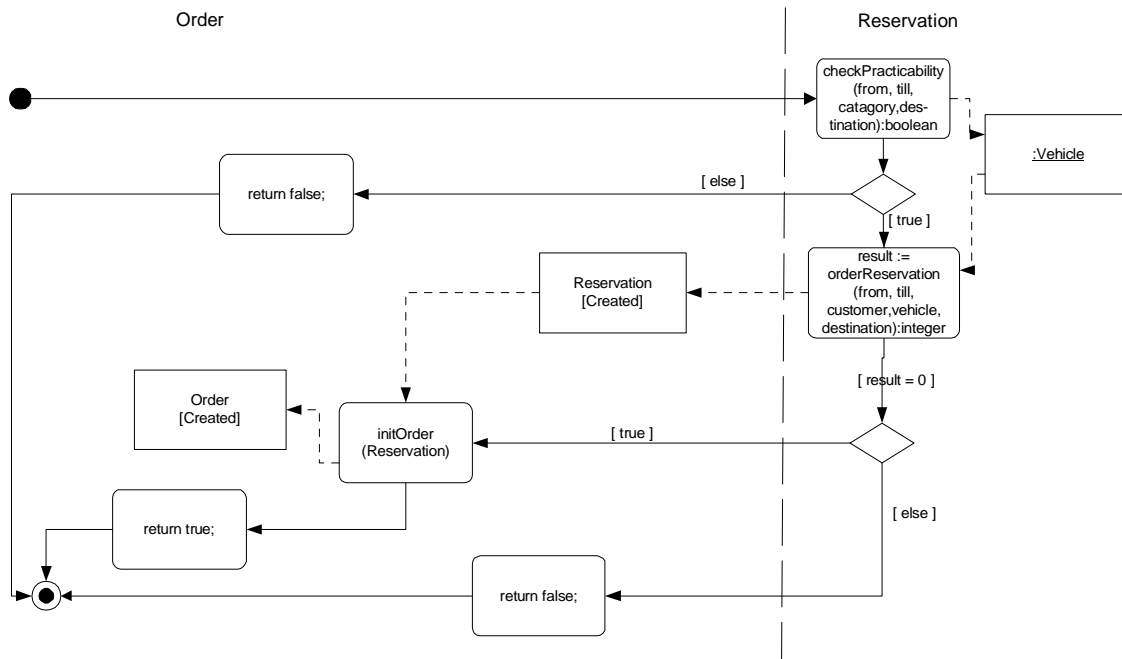 Order
Reservation
checkPracticability
(from, till,
catagory,des-
tination):boolean
:Vehicle
return false;
[ else ]
[ true ]
result :=
orderReservation
(from, till,
customer,vehicle,
destination):integer
Reservation
[Created]
[ result = 0 ]
Order
[Created]
initOrder
(Reservation)
[ true ]
return true;
[ else ]
return false;